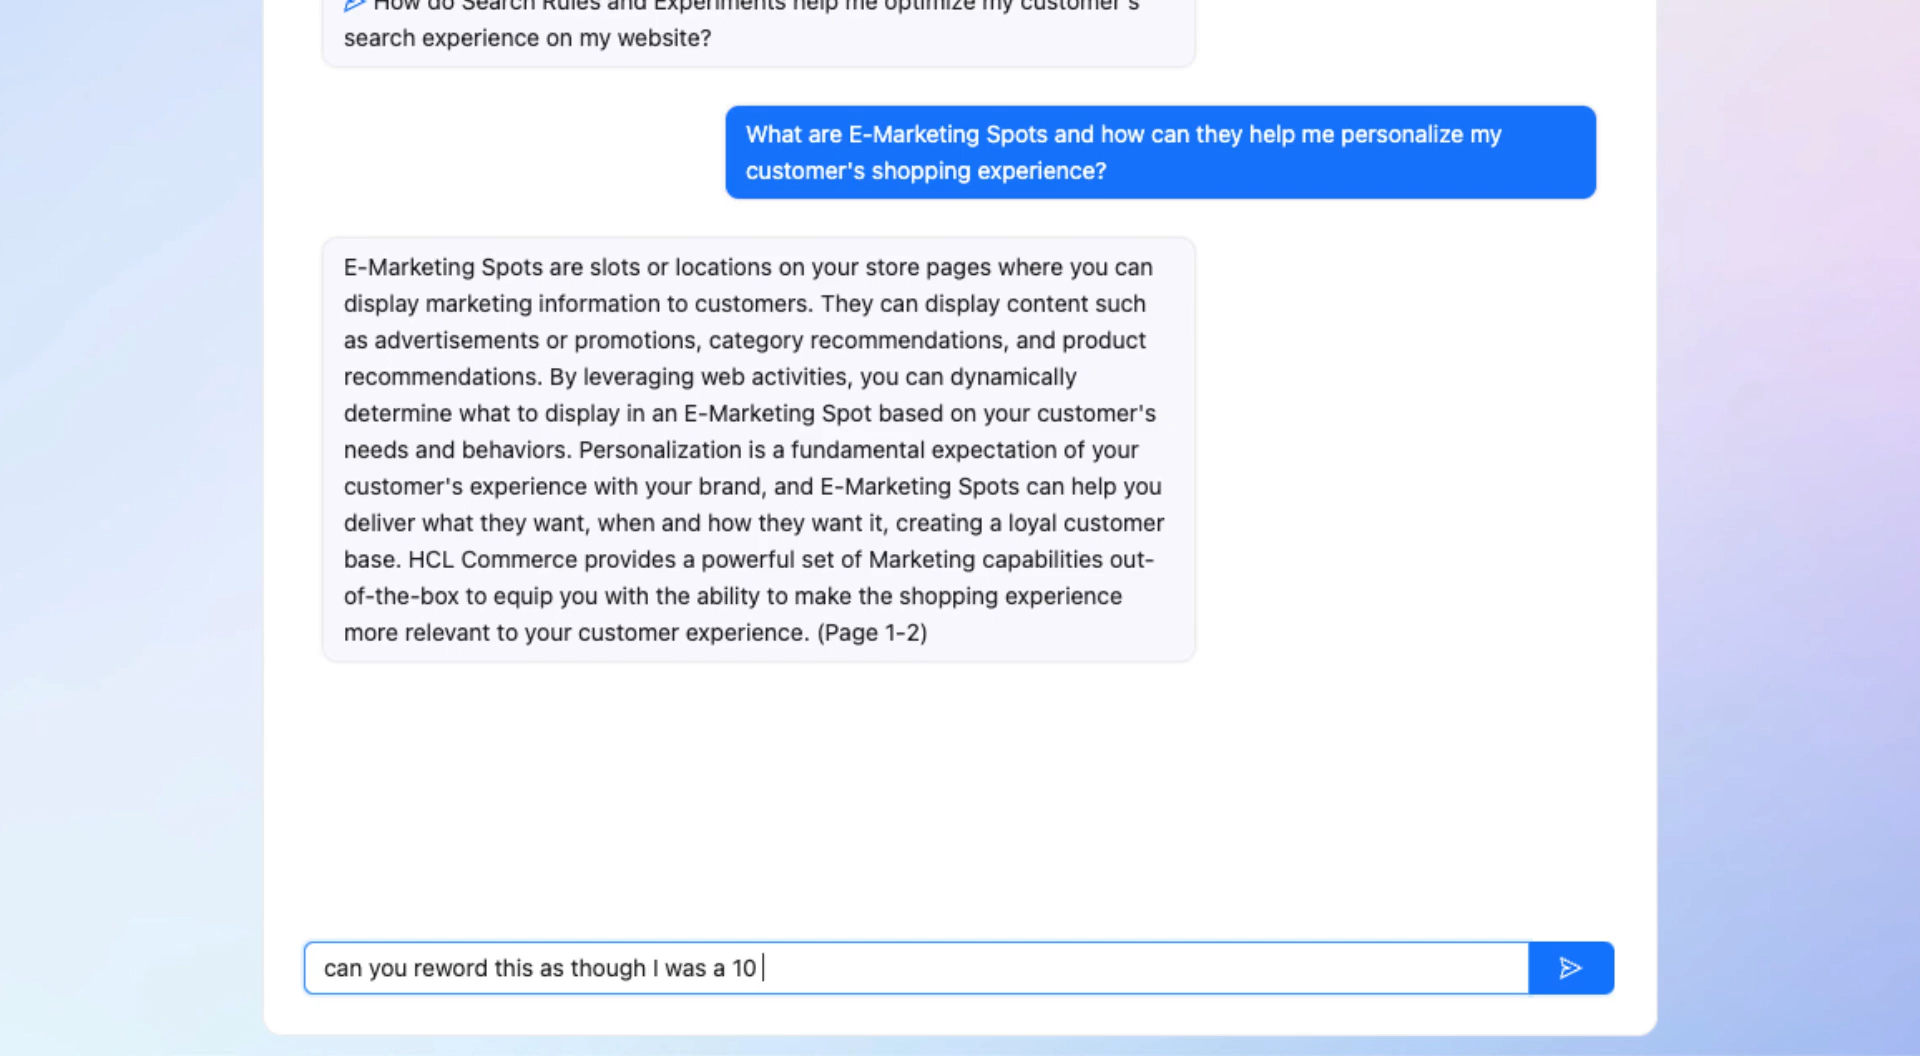 How do Search Rules and Experiments help me optimize my customer's
search experience on my website?
What are E-Marketing Spots and how can they help me personalize my
customer's shopping experience?
E-Marketing Spots are slots or locations on your store pages where you can
display marketing information to customers. They can display content such
as advertisements or promotions, category recommendations, and product
recommendations. By leveraging web activities, you can dynamically
determine what to display in an E-Marketing Spot based on your customer's
needs and behaviors. Personalization is a fundamental expectation of your
customer's experience with your brand, and E-Marketing Spots can help you
deliver what they want, when and how they want it, creating a loyal customer
base. HCL Commerce provides a powerful set of Marketing capabilities out-
of-the-box to equip you with the ability to make the shopping experience
more relevant to your customer experience. (Page 1-2)
can you reword this as though I was a 10